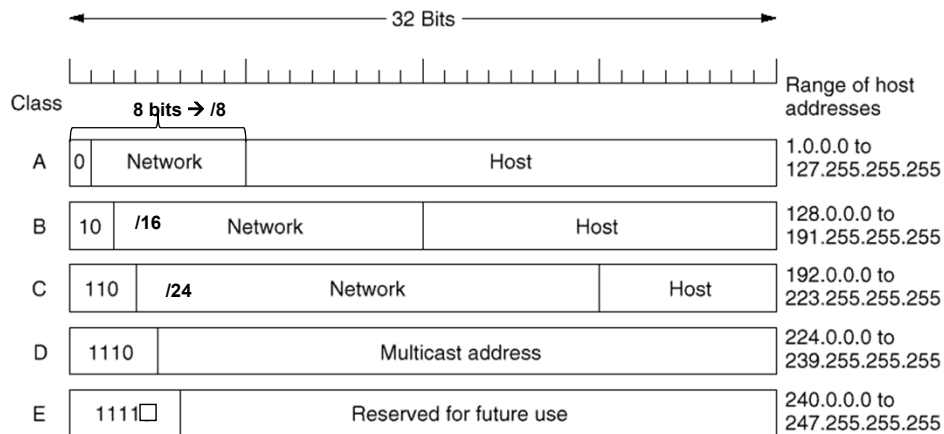 32 Bits
Range of host
addresses
Class
8 bits → /8
A
0
Network
Host
1.0.0.0 to
127.255.255.255
B
10
/16
Network
Host
128.0.0.0 to
191.255.255.255
C
110
/24
Network
Host
192.0.0.0 to
223.255.255.255
D
1110
Multicast address
224.0.0.0 to
239.255.255.255
E
1111□
Reserved for future use
240.0.0.0 to
247.255.255.255